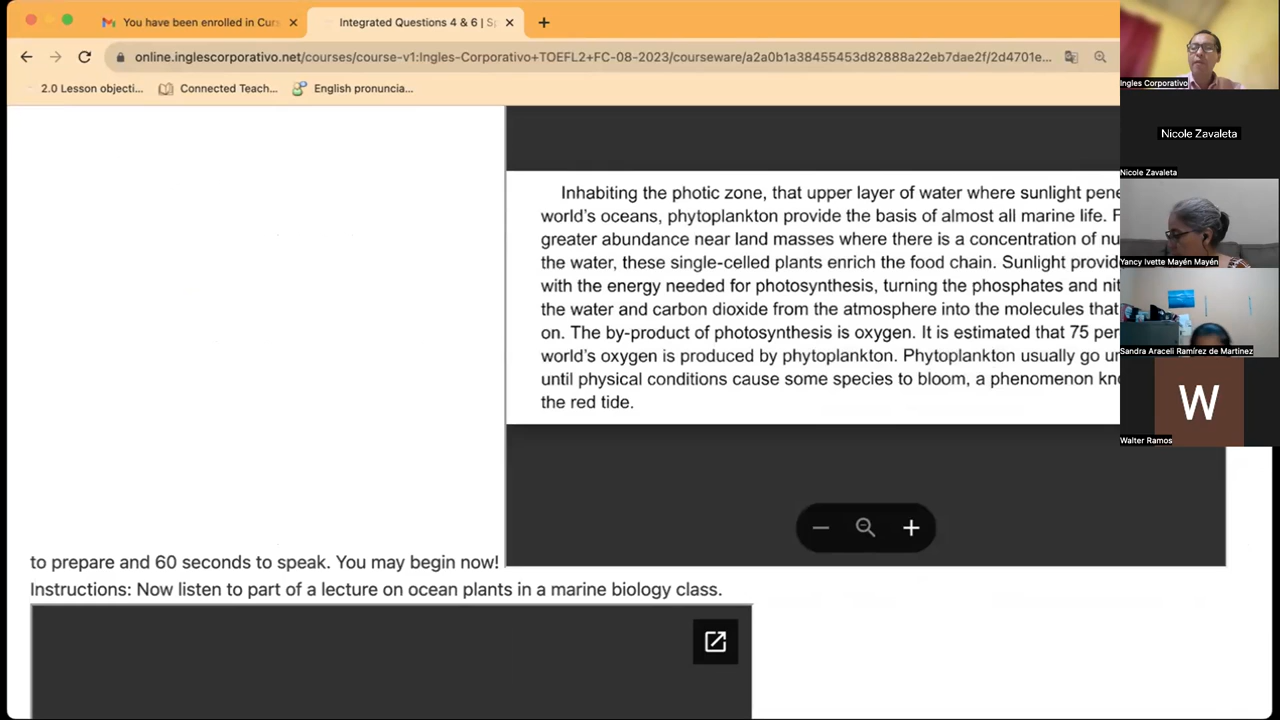 You have been enrolled in Curs
Integrated Questions 4 & 6 | Sp
online.inglescorporativo.net/courses/course-v1:Ingles-Corporativo+TOEFL2+FC-08-2023/courseware/a2a0b1a38455453d82888a22eb7dae2f/2d4701e...
2.0 Lesson objecti...
Connected Teach...
English pronuncia...
Inhabiting the photic zone, that upper layer of water where sunlight pene
world's oceans, phytoplankton provide the basis of almost all marine life. F
greater abundance near land masses where there is a concentration of nu
the water, these single-celled plants enrich the food chain. Sunlight provid
with the energy needed for photosynthesis, turning the phosphates and nit
the water and carbon dioxide from the atmosphere into the molecules that
on. The by-product of photosynthesis is oxygen. It is estimated that 75 per
world's oxygen is produced by phytoplankton. Phytoplankton usually go un
until physical conditions cause some species to bloom, a phenomenon kno
the red tide.
to prepare and 60 seconds to speak. You may begin now!
Instructions: Now listen to part of a lecture on ocean plants in a marine biology class.
Ingles Corporativo
Nicole Zavaleta
Nicole Zavaleta
Yancy Ivette Mayén Mayén
Sandra Araceli Ramírez de Martinez
W
Walter Ramos